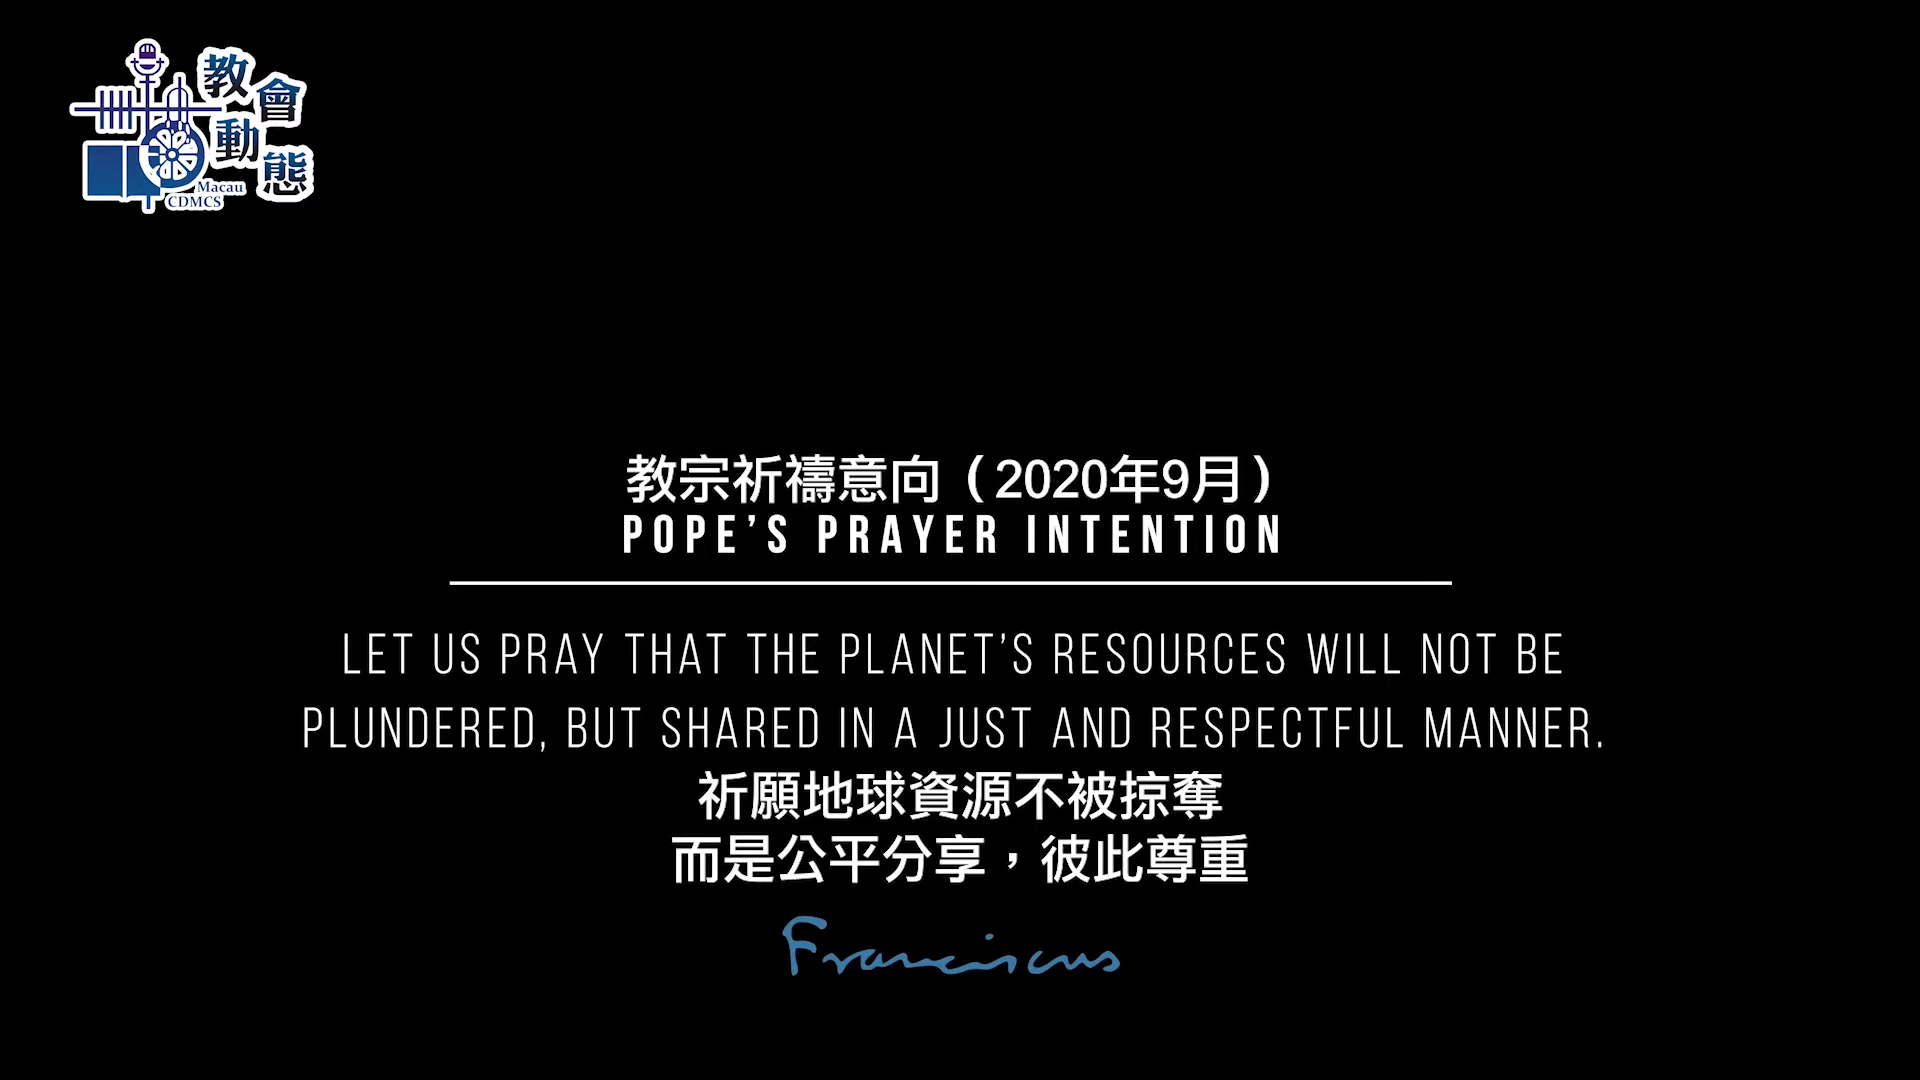 教會動態
Macau
CDMCS
教宗祈禱意向（2020年9月）
POPE’S PRAYER INTENTION
LET US PRAY THAT THE PLANET’S RESOURCES WILL NOT BE
PLUNDERED, BUT SHARED IN A JUST AND RESPECTFUL MANNER.
祈願地球資源不被掠奪
而是公平分享，彼此尊重
Franciscus